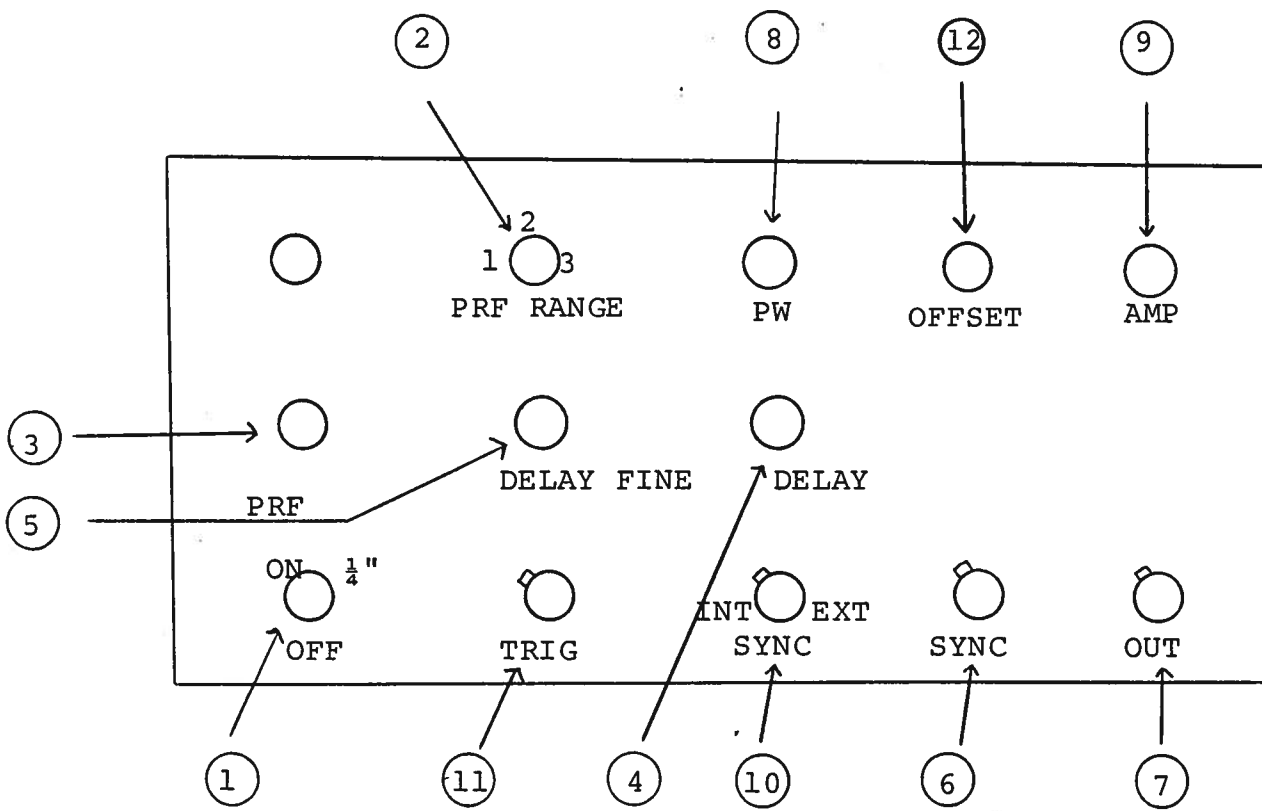 2 8 12 9
2
1 3
PRF RANGE PW OFFSET AMP
3
DELAY FINE DELAY
PRF
5
ON ¼"
INT EXT
OFF TRIG SYNC SYNC OUT
1 11 4 10 6 7